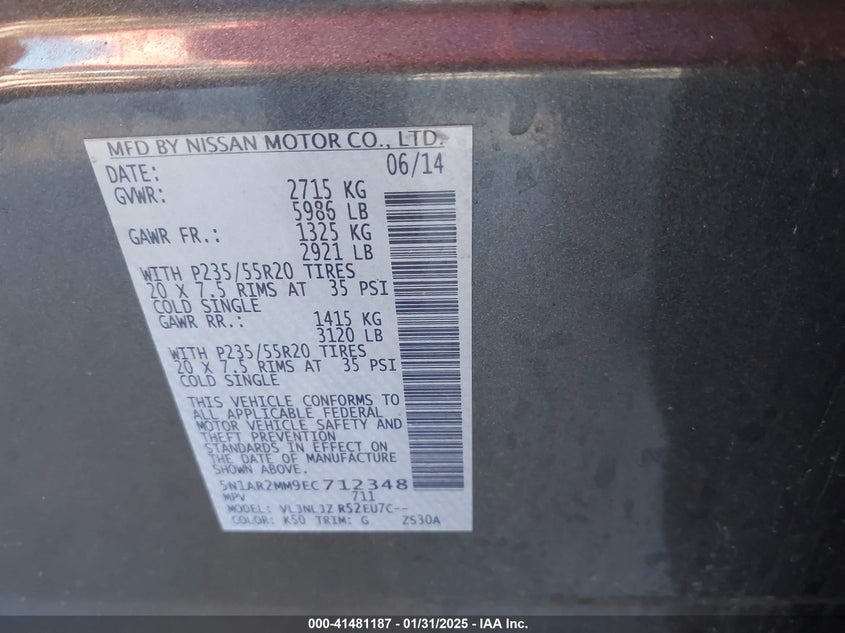 MFD BY NISSAN MOTOR CO., LTD.
DATE: 06/14
GVWR: 2715 KG
5986 LB
GAWR FR.: 1325 KG
2921 LB
WITH P235/55R20 TIRES
20 X 7.5 RIMS AT 35 PSI
COLD SINGLE
GAWR RR.: 1415 KG
3120 LB
WITH P235/55R20 TIRES
20 X 7.5 RIMS AT 35 PSI
COLD SINGLE
THIS VEHICLE CONFORMS TO
ALL APPLICABLE FEDERAL
MOTOR VEHICLE SAFETY AND
THEFT PREVENTION
STANDARDS IN EFFECT ON
THE DATE OF MANUFACTURE
SHOWN ABOVE.
5N1AR2MM9EC712348
MPV 711
MODEL: VLJNLJZ R52EU7C--
COLOR: K50 TRIM: G ZS30A
000-41481187 - 01/31/2025 - IAA Inc.